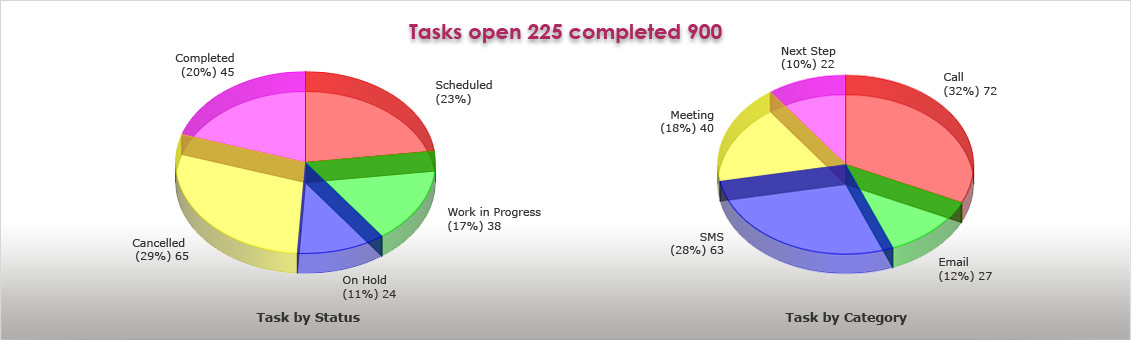 Tasks open 225 completed 900
Completed
(20%) 45
Scheduled
(23%)
Work in Progress
(17%) 38
On Hold
(11%) 24
Cancelled
(29%) 65
Task by Status
Next Step
(10%) 22
Call
(32%) 72
Meeting
(18%) 40
SMS
(28%) 63
Email
(12%) 27
Task by Category